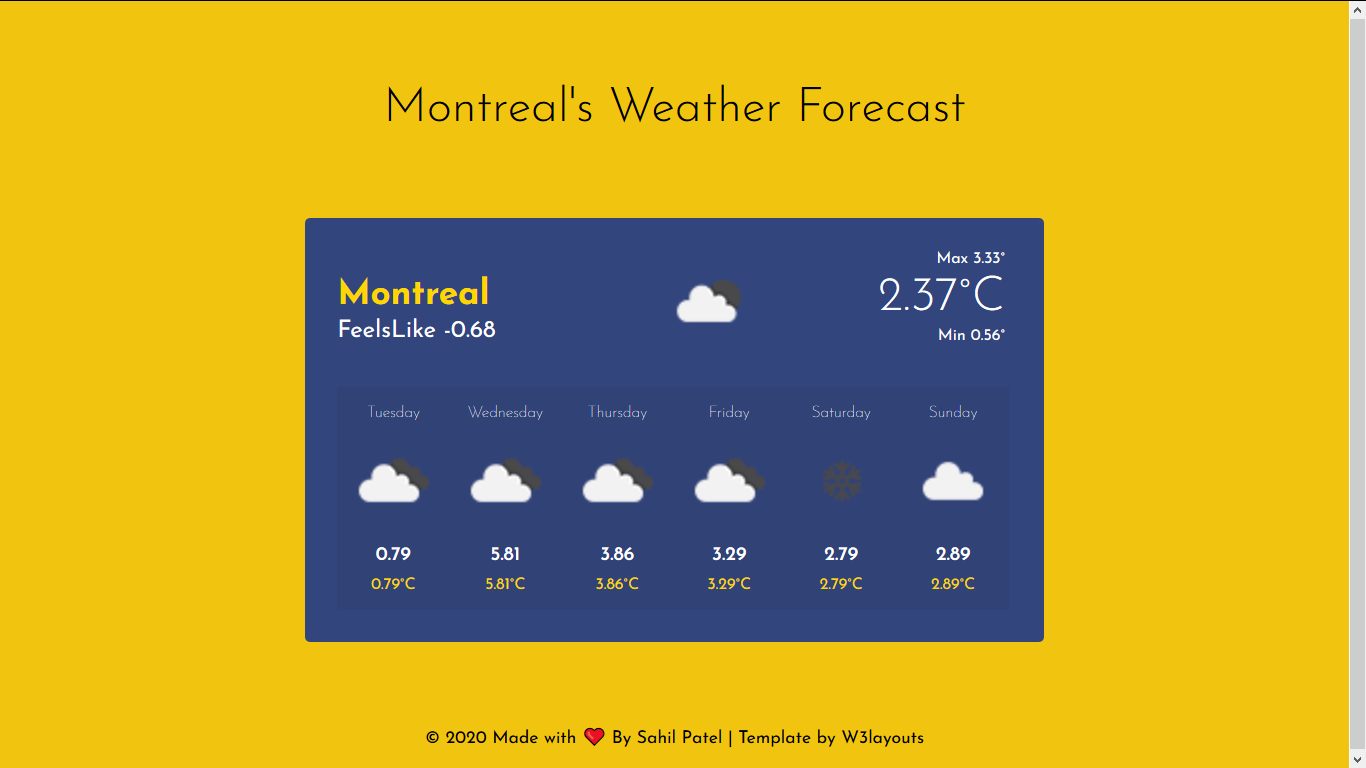 Montreal's Weather Forecast
Montreal
FeelsLike -0.68
Max 3.33°
2.37°C
Min 0.56°
Tuesday Wednesday Thursday Friday Saturday Sunday
0.79 5.81 3.86 3.29 2.79 2.89
0.79°C 5.81°C 3.86°C 3.29°C 2.79°C 2.89°C
© 2020 Made with ❤ By Sahil Patel | Template by W3layouts